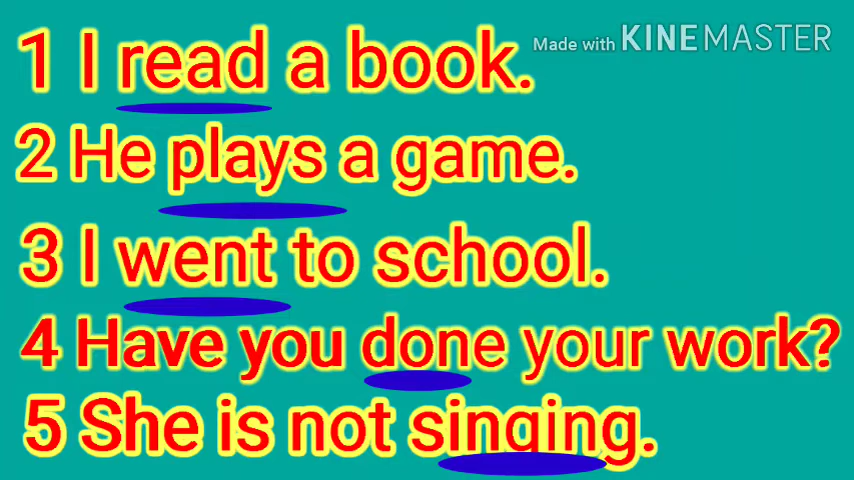 1 I read a book.
Made with KINEMASTER
2 He plays a game.
3 I went to school.
4 Have you done your work?
5 She is not singing.